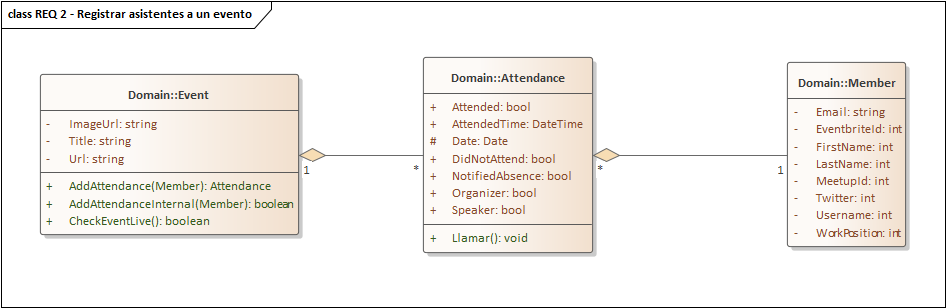 class REQ 2 - Registrar asistentes a un evento
Domain::Event
- ImageUrl: string
- Title: string
- Url: string
+ AddAttendance(Member): Attendance
+ AddAttendanceInternal(Member): boolean
+ CheckEventLive(): boolean
1
*
Domain::Attendance
+ Attended: bool
+ AttendedTime: DateTime
# Date: Date
+ DidNotAttend: bool
+ NotifiedAbsence: bool
+ Organizer: bool
+ Speaker: bool
+ Llamar(): void
*
1
Domain::Member
- Email: string
- EventbriteId: int
- FirstName: int
- LastName: int
- MeetupId: int
- Twitter: int
- Username: int
- WorkPosition: int